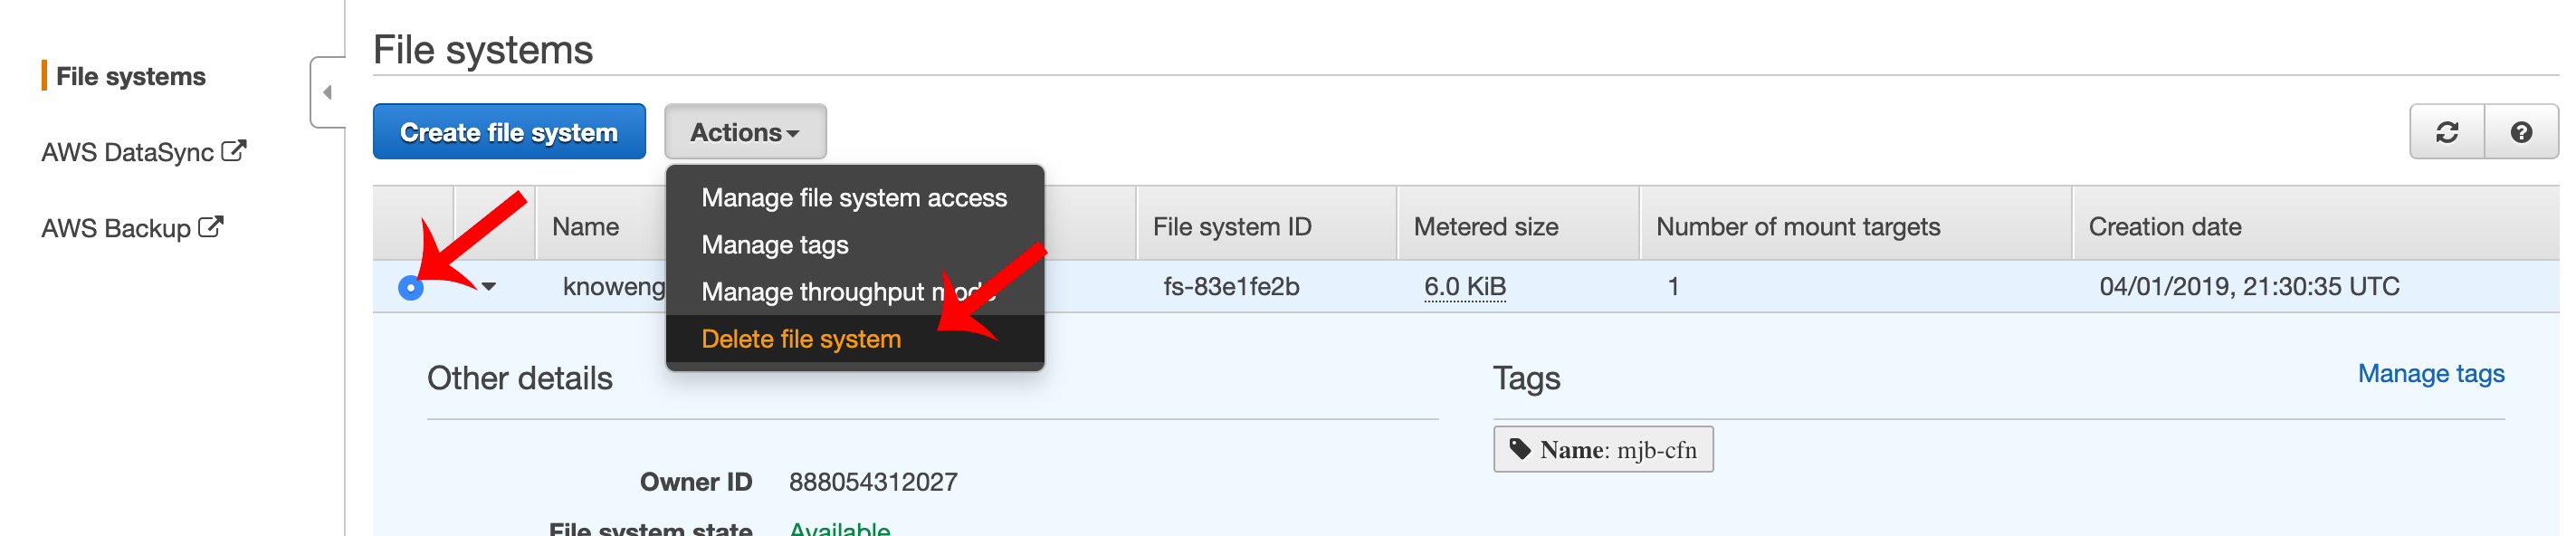 File systems
AWS DataSync
AWS Backup
File systems
Create file system
Actions
Manage file system access
Manage tags
Manage throughput mode
Delete file system
Name
File system ID
Metered size
Number of mount targets
Creation date
knoweng
fs-83e1fe2b
6.0 KiB
1
04/01/2019, 21:30:35 UTC
Other details
Tags
Manage tags
Name: mjb-cfn
Owner ID
888054312027
File system state
Available